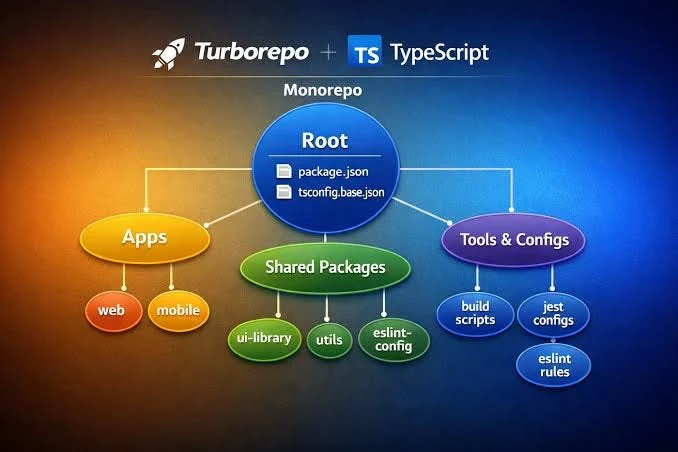 Turborepo + TypeScript
TS
Monorepo
Root
package.json
tsconfig.base.json
Apps
Tools & Configs
Shared Packages
web
mobile
build
scripts
jest
configs
ui-library
utils
eslint-
config
eslint
rules